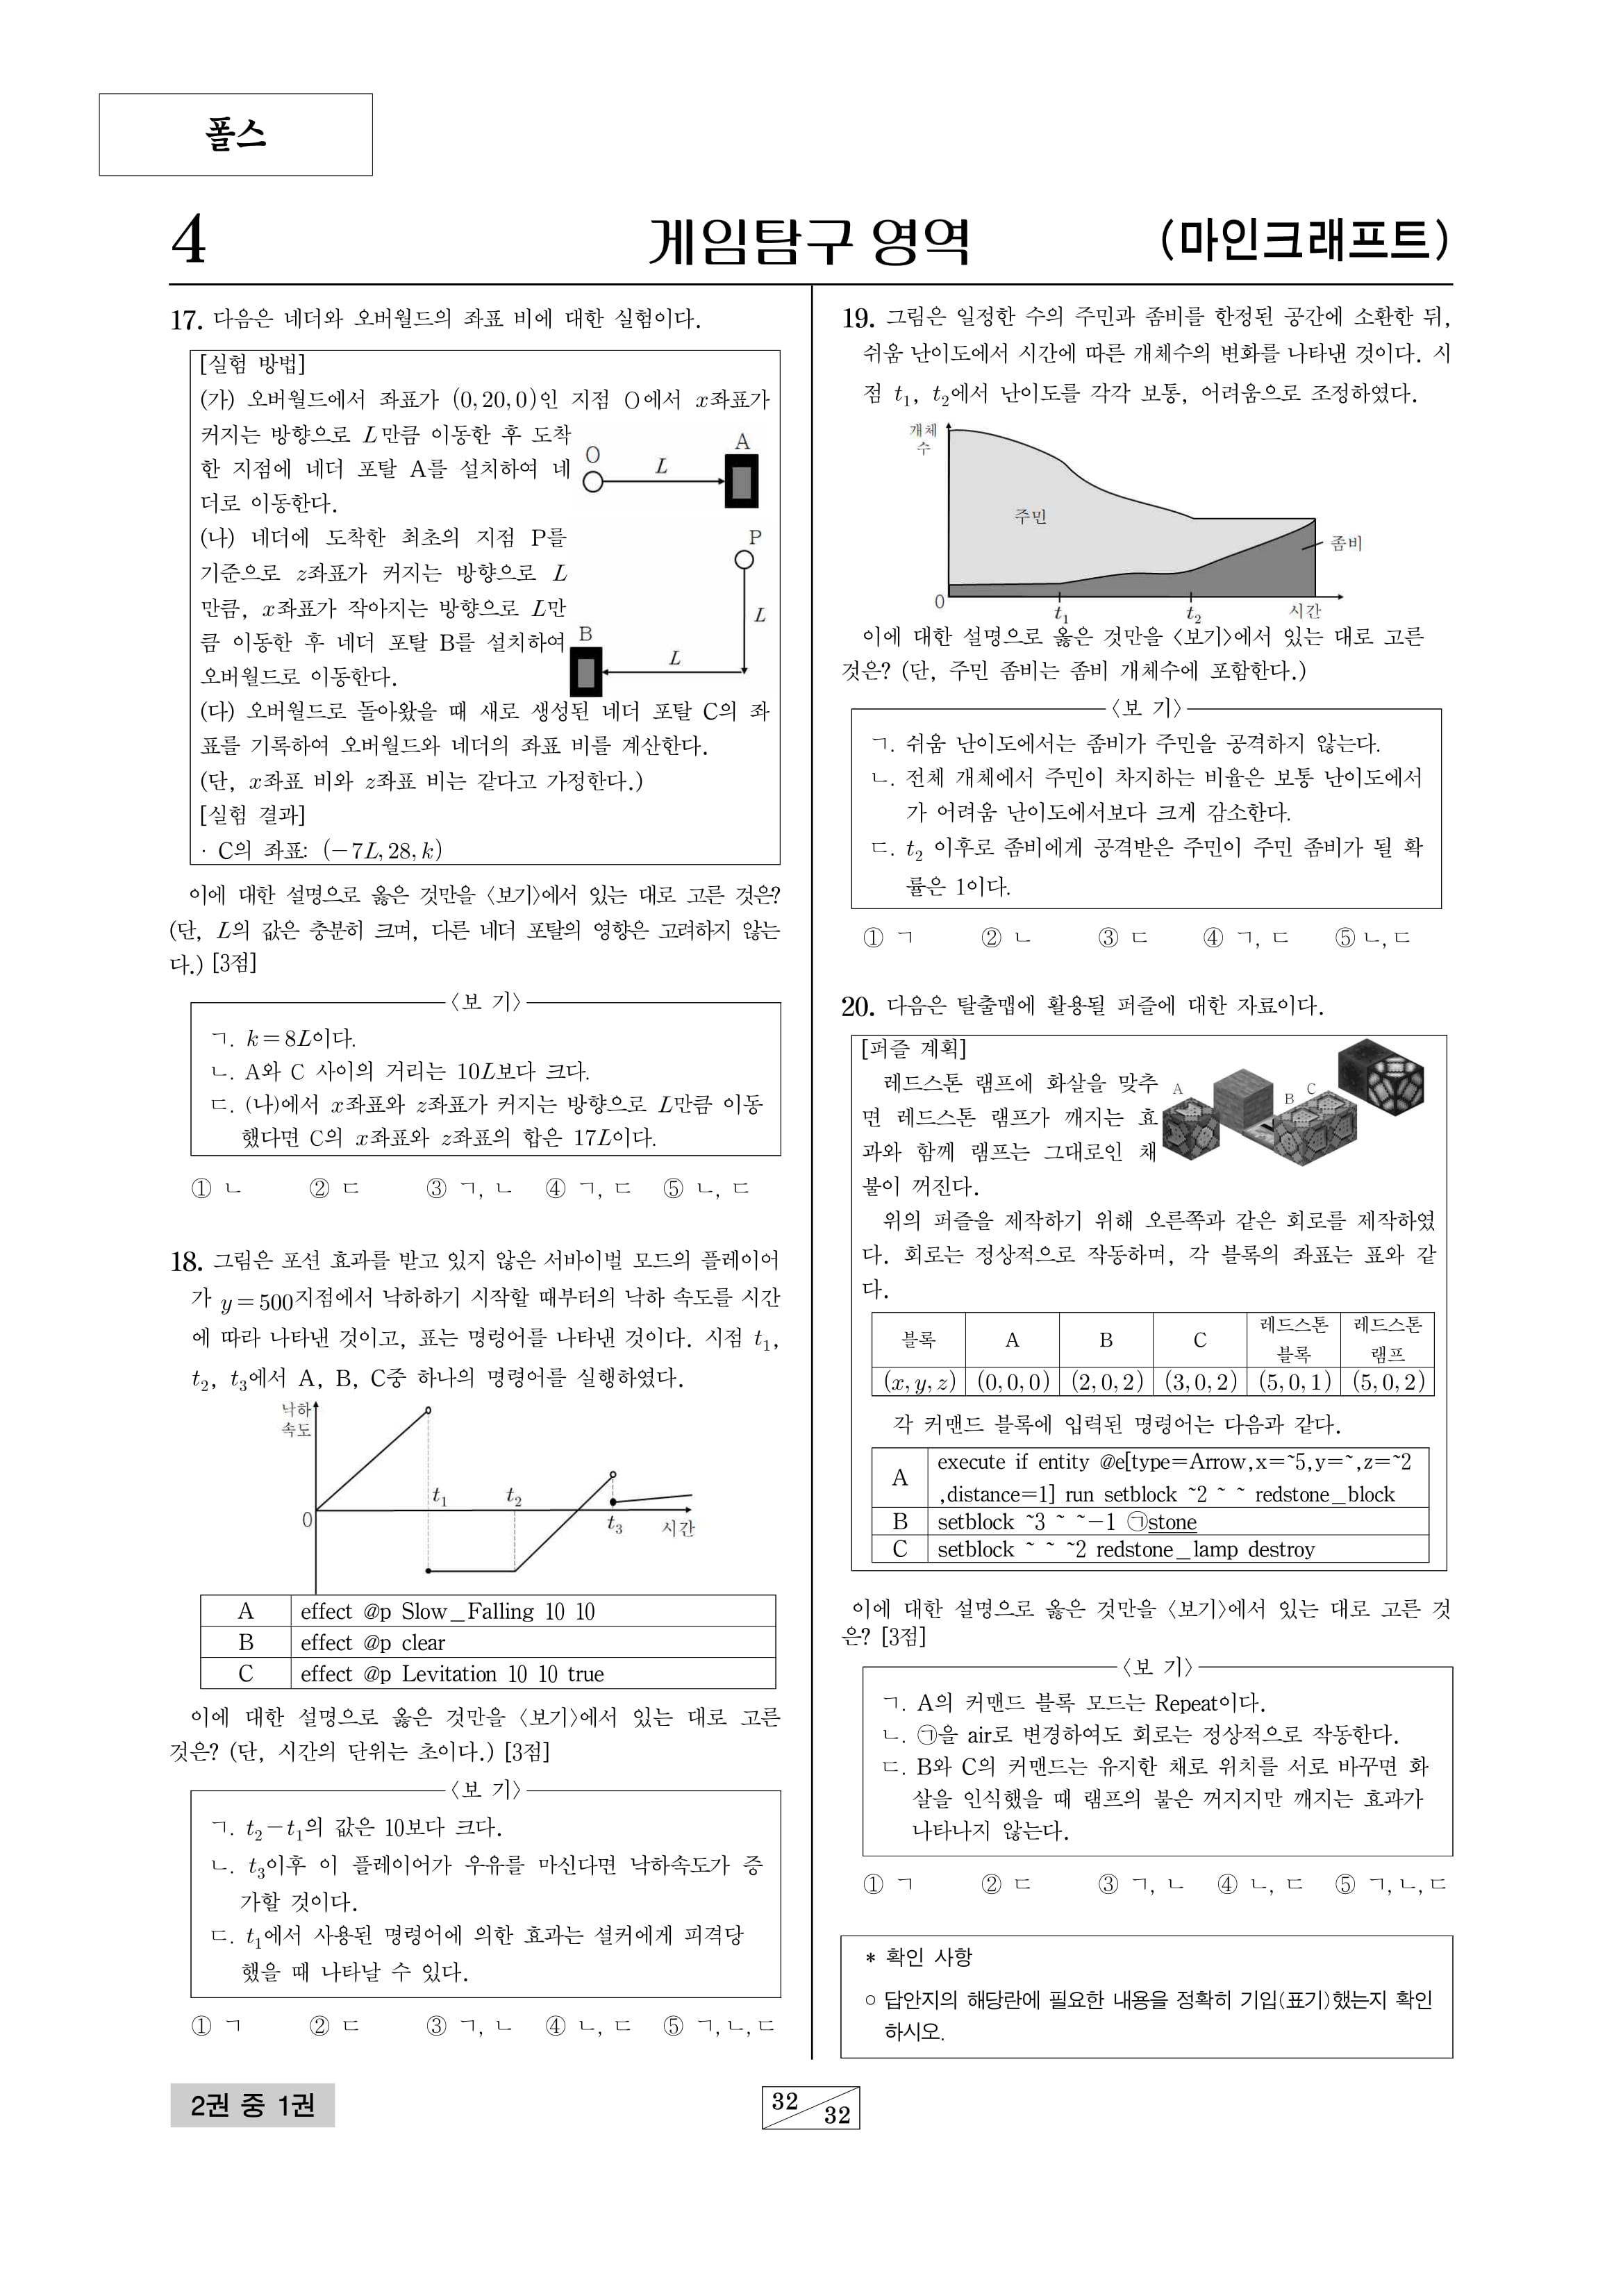 폴스
4
게임탐구 영역
(마인크래프트)
17. 다음은 네더와 오버월드의 좌표 비에 대한 실험이다.
[실험 방법]
(가) 오버월드에서 좌표가 (0, 20, 0)인 지점 O에서 x좌표가
커지는 방향으로 L만큼 이동한 후 도착
한 지점에 네더 포탈 A를 설치하여 네
더로 이동한다.
O
L
A
(나) 네더에 도착한 최초의 지점 P를
기준으로 z좌표가 커지는 방향으로 L
만큼, x좌표가 작아지는 방향으로 L만
큼 이동한 후 네더 포탈 B를 설치하여
오버월드로 이동한다.
P
L
B
L
(다) 오버월드로 돌아왔을 때 새로 생성된 네더 포탈 C의 좌
표를 기록하여 오버월드와 네더의 좌표 비를 계산한다.
(단, x좌표 비와 z좌표 비는 같다고 가정한다.)
[실험 결과]
· C의 좌표: (-7L, 28, k)
이에 대한 설명으로 옳은 것만을 <보기>에서 있는 대로 고른 것은?
(단, L의 값은 충분히 크며, 다른 네더 포탈의 영향은 고려하지 않는
다.) [3점]
<보 기>
ㄱ. k=8L이다.
ㄴ. A와 C 사이의 거리는 10L보다 크다.
ㄷ. (나)에서 x좌표와 z좌표가 커지는 방향으로 L만큼 이동
했다면 C의 x좌표와 z좌표의 합은 17L이다.
① ㄴ ② ㄷ ③ ㄱ, ㄴ ④ ㄱ, ㄷ ⑤ ㄴ, ㄷ
18. 그림은 포션 효과를 받고 있지 않은 서바이벌 모드의 플레이어
가 y=500지점에서 낙하하기 시작할 때부터의 낙하 속도를 시간
에 따라 나타낸 것이고, 표는 명령어를 나타낸 것이다. 시점 t₁,
t₂, t₃에서 A, B, C중 하나의 명령어를 실행하였다.
낙하
속도
0
t₁
t₂
t₃
시간
A effect @p Slow_Falling 10 10
B effect @p clear
C effect @p Levitation 10 10 true
이에 대한 설명으로 옳은 것만을 <보기>에서 있는 대로 고른
것은? (단, 시간의 단위는 초이다.) [3점]
<보 기>
ㄱ. t₂-t₁의 값은 10보다 크다.
ㄴ. t₃이후 이 플레이어가 우유를 마신다면 낙하속도가 증
가할 것이다.
ㄷ. t₁에서 사용된 명령어에 의한 효과는 셜커에게 피격당
했을 때 나타날 수 있다.
① ㄱ ② ㄷ ③ ㄱ, ㄴ ④ ㄴ, ㄷ ⑤ ㄱ, ㄴ, ㄷ
19. 그림은 일정한 수의 주민과 좀비를 한정된 공간에 소환한 뒤,
쉬움 난이도에서 시간에 따른 개체수의 변화를 나타낸 것이다. 시
점 t₁, t₂에서 난이도를 각각 보통, 어려움으로 조정하였다.
개체
수
주민
좀비
0
t₁
t₂
시간
이에 대한 설명으로 옳은 것만을 <보기>에서 있는 대로 고른
것은? (단, 주민 좀비는 좀비 개체수에 포함한다.)
<보 기>
ㄱ. 쉬움 난이도에서는 좀비가 주민을 공격하지 않는다.
ㄴ. 전체 개체에서 주민이 차지하는 비율은 보통 난이도에서
가 어려움 난이도에서보다 크게 감소한다.
ㄷ. t₂ 이후로 좀비에게 공격받은 주민이 주민 좀비가 될 확
률은 1이다.
① ㄱ ② ㄴ ③ ㄷ ④ ㄱ, ㄷ ⑤ ㄴ, ㄷ
20. 다음은 탈출맵에 활용될 퍼즐에 대한 자료이다.
[퍼즐 계획]
레드스톤 램프에 화살을 맞추
면 레드스톤 램프가 깨지는 효
과와 함께 램프는 그대로인 채
불이 꺼진다.
A
B
C
위의 퍼즐을 제작하기 위해 오른쪽과 같은 회로를 제작하였
다. 회로는 정상적으로 작동하며, 각 블록의 좌표는 표와 같
다.
블록 A B C 레드스톤 블록 레드스톤 램프
(x, y, z) (0, 0, 0) (2, 0, 2) (3, 0, 2) (5, 0, 1) (5, 0, 2)
각 커맨드 블록에 입력된 명령어는 다음과 같다.
A execute if entity @e[type=Arrow,x=~5,y=~,z=~2
,distance=1] run setblock ~2 ~ ~ redstone_block
B setblock ~3 ~ ~-1 ㉠stone
C setblock ~ ~ ~2 redstone_lamp destroy
이에 대한 설명으로 옳은 것만을 <보기>에서 있는 대로 고른 것
은? [3점]
<보 기>
ㄱ. A의 커맨드 블록 모드는 Repeat이다.
ㄴ. ㉠을 air로 변경하여도 회로는 정상적으로 작동한다.
ㄷ. B와 C의 커맨드는 유지한 채로 위치를 서로 바꾸면 화
살을 인식했을 때 램프의 불은 꺼지지만 깨지는 효과가
나타나지 않는다.
① ㄱ ② ㄷ ③ ㄱ, ㄴ ④ ㄴ, ㄷ ⑤ ㄱ, ㄴ, ㄷ
* 확인 사항
○ 답안지의 해당란에 필요한 내용을 정확히 기입(표기)했는지 확인
하시오.
2권 중 1권
32
32